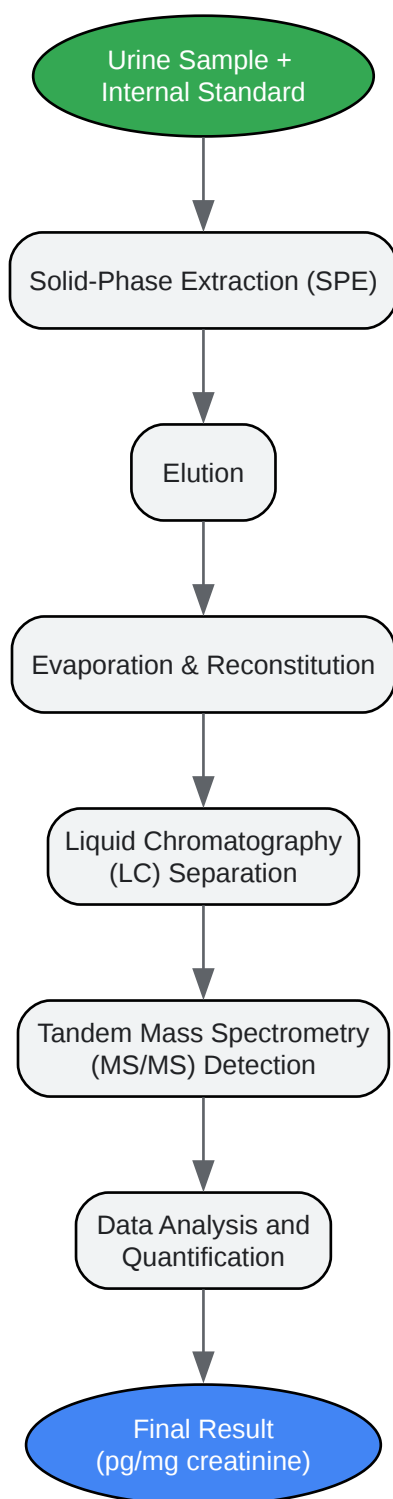 Urine Sample +
Internal Standard
Solid-Phase Extraction (SPE)
Elution
Evaporation & Reconstitution
Liquid Chromatography
(LC) Separation
Tandem Mass Spectrometry
(MS/MS) Detection
Data Analysis and
Quantification
Final Result
(pg/mg creatinine)